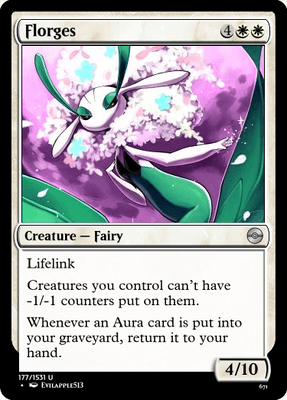 Florges 4
Creature — Fairy
Lifelink
Creatures you control can't have
-1/-1 counters put on them.
Whenever an Aura card is put into
your graveyard, return it to your
hand.
4/10
177/1531 U
• Evilapple513 671